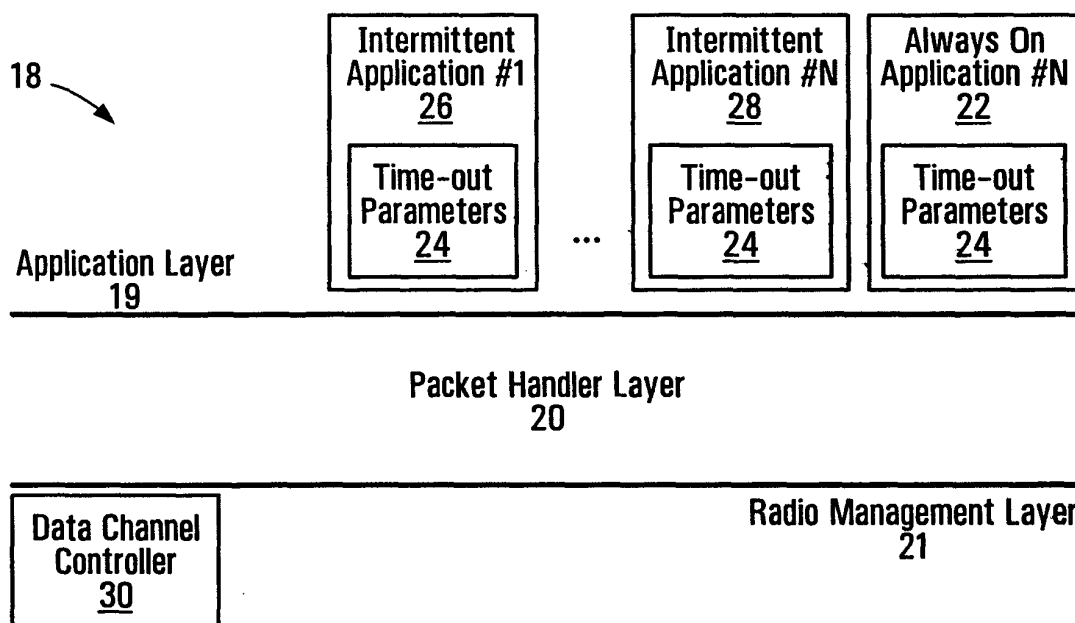 18
Intermittent
Application #1
26
Time-out
Parameters
24
...
Intermittent
Application #N
28
Time-out
Parameters
24
Always On
Application #N
22
Time-out
Parameters
24
Application Layer
19
Packet Handler Layer
20
Data Channel
Controller
30
Radio Management Layer
21